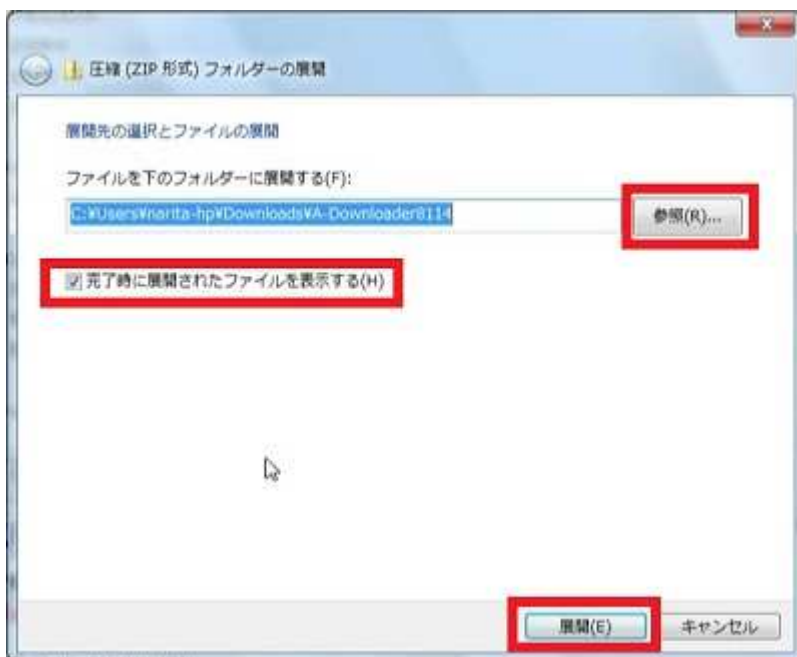 圧縮 (ZIP 形式) フォルダーの展開
展開先の選択とファイルの展開
ファイルを下のフォルダーに展開する(F):
C:¥Users¥narita-hp¥Downloads¥A-Downloader8114
参照(R)...
完了時に展開されたファイルを表示する(H)
展開(E)
キャンセル